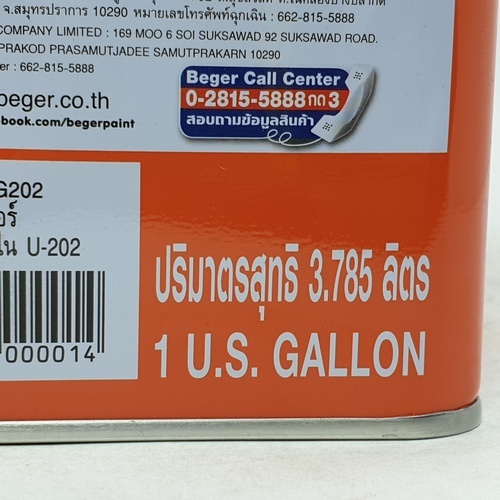 จ.สมุทรปราการ 10290 หมายเลขโทรศัพท์ฉุกเฉิน : 662-815-5888
COMPANY LIMITED : 169 MOO 6 SOI SUKSAWAD 92 SUKSAWAD ROAD.
PRAKOD PRASAMUTJADEE SAMUTPRAKARN 10290
er : 662-815-5888
beger.co.th
ebook.com/begerpaint
Beger Call Center
0-2815-5888 กด 3
สอบถามข้อมูลสินค้า
G202
อร์
ใน U-202
000014
ปริมาตรสุทธิ 3.785 ลิตร
1 U.S. GALLON